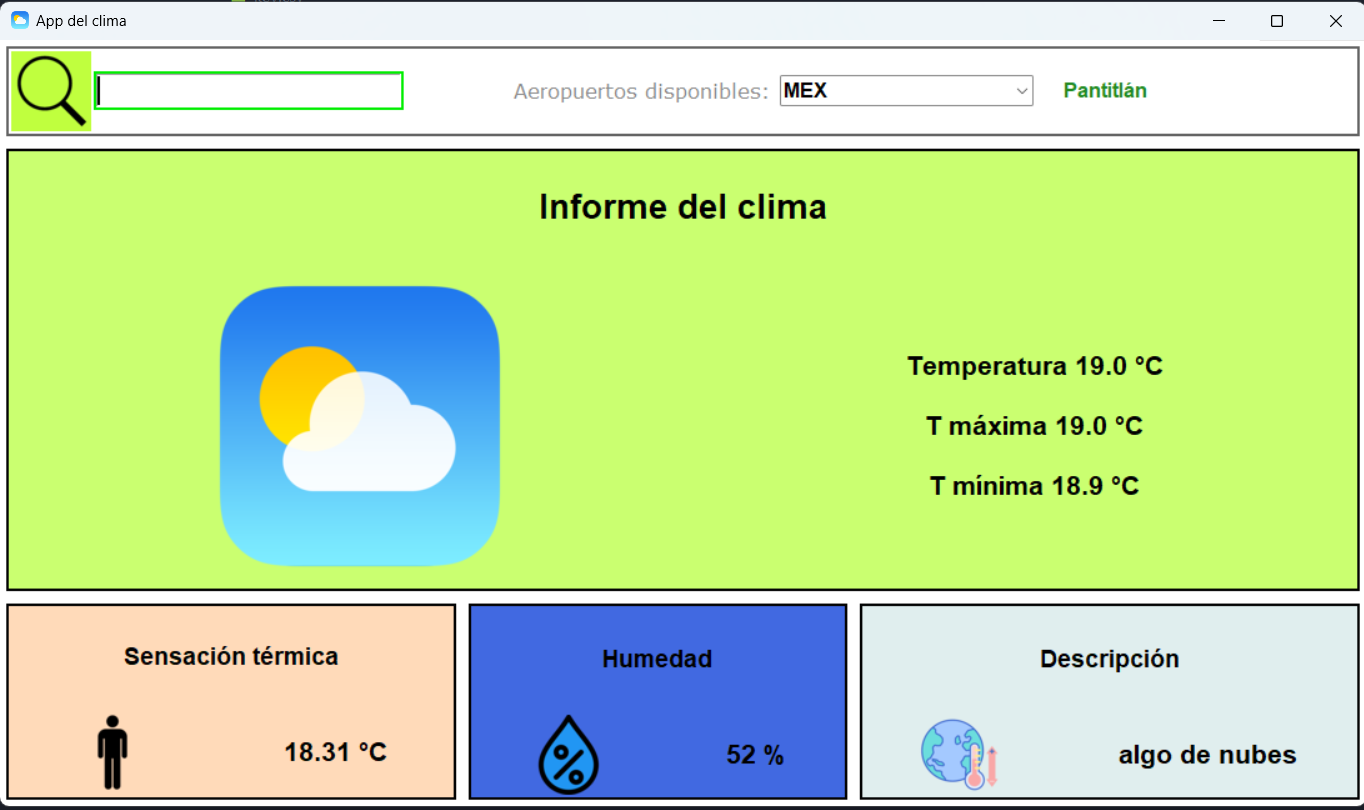 App del clima
Aeropuertos disponibles: MEX Pantitlán
Informe del clima
Temperatura 19.0 °C
T máxima 19.0 °C
T mínima 18.9 °C
Sensación térmica
18.31 °C
Humedad
%
52 %
Descripción
algo de nubes